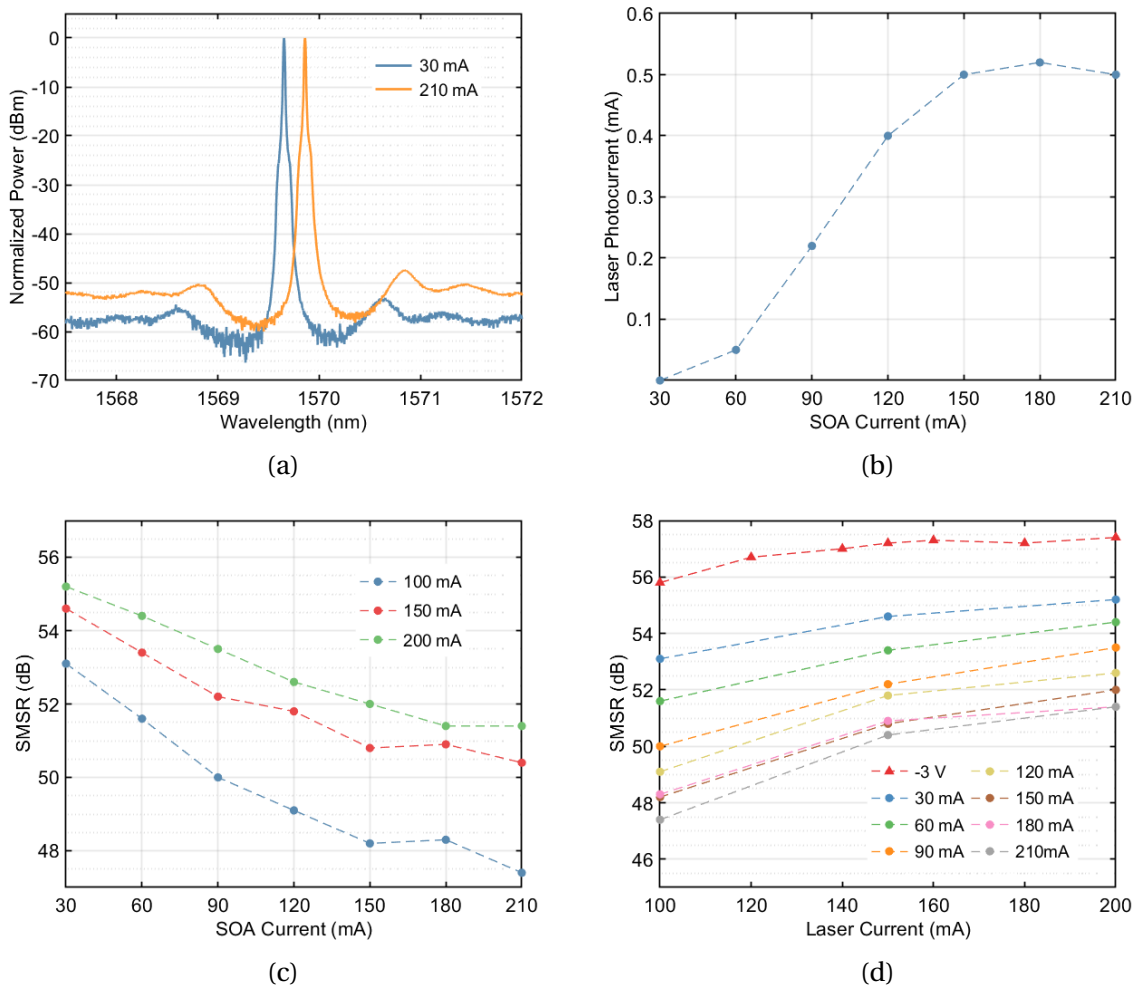 0
-10
-20
-30
-40
-50
-60
-70
Normalized Power (dBm)
30 mA
210 mA
1568 1569 1570 1571 1572
Wavelength (nm)
(a)
0.6
0.5
0.4
0.3
0.2
0.1
Laser Photocurrent (mA)
30 60 90 120 150 180 210
SOA Current (mA)
(b)
56
54
52
50
48
SMSR (dB)
100 mA
150 mA
200 mA
30 60 90 120 150 180 210
SOA Current (mA)
(c)
58
56
54
52
50
48
46
SMSR (dB)
-3 V 120 mA
30 mA 150 mA
60 mA 180 mA
90 mA 210mA
100 120 140 160 180 200
Laser Current (mA)
(d)